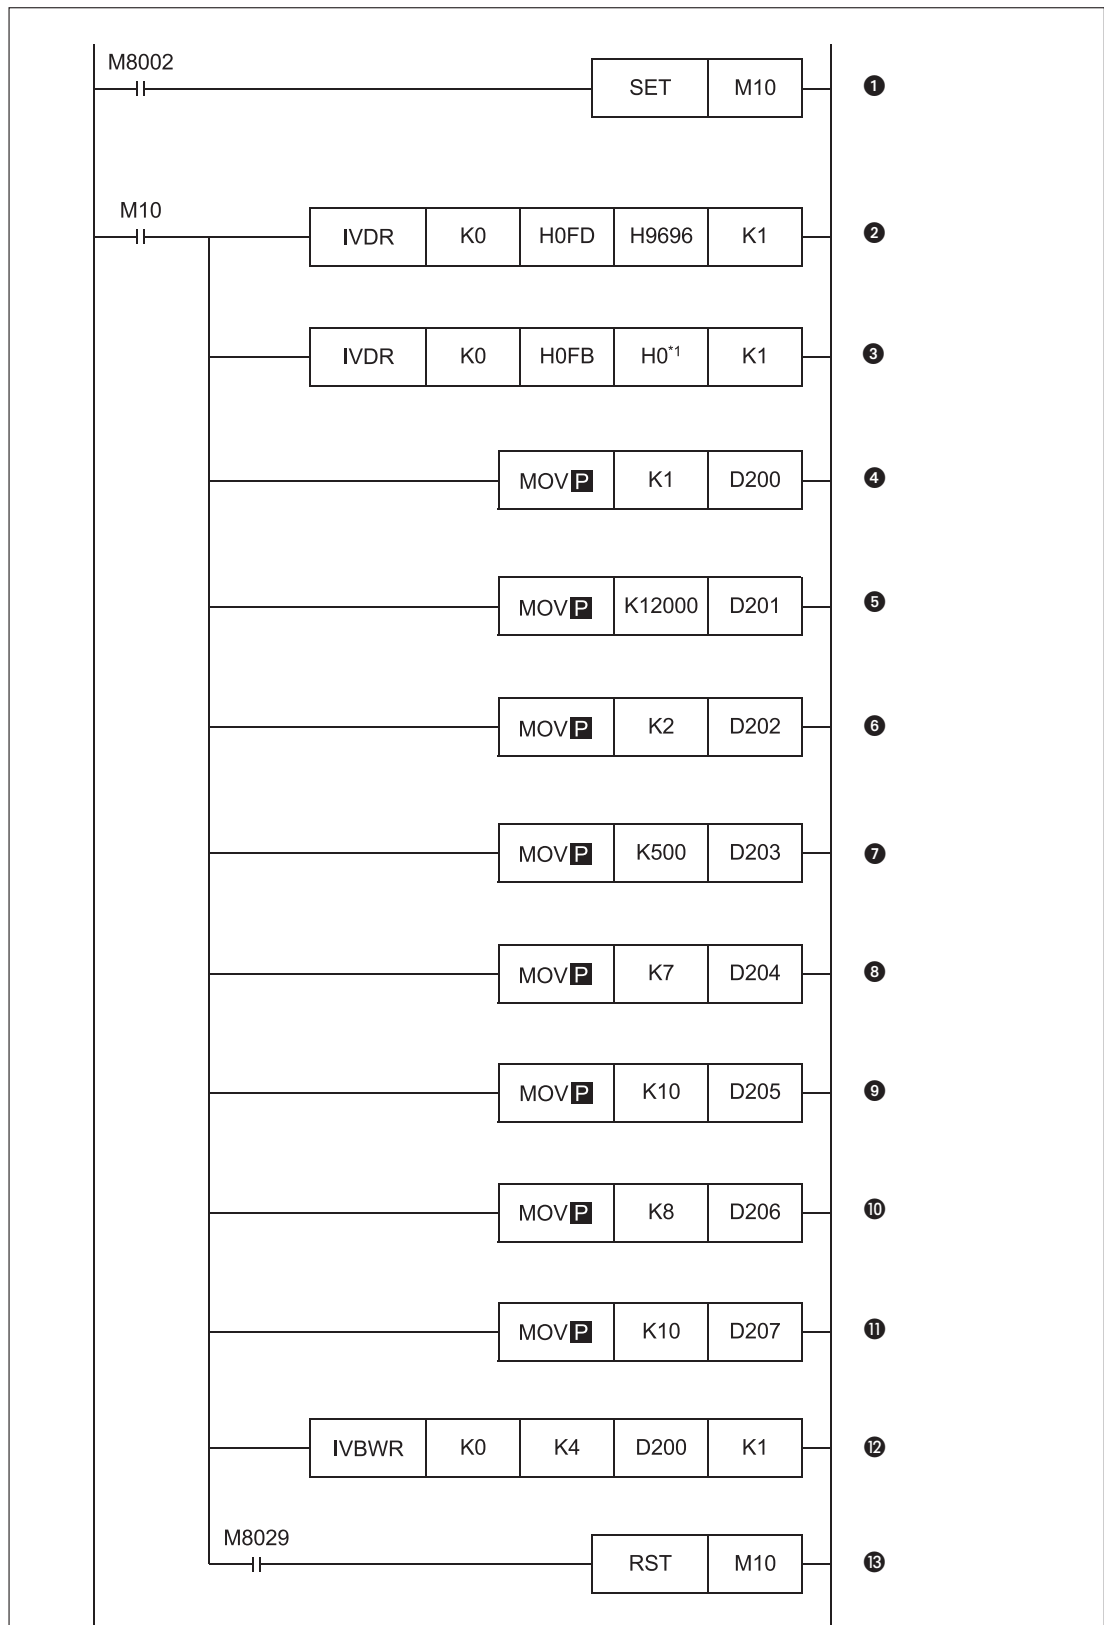 M8002
SET M10 ❶
M10
IVDR K0 H0FD H9696 K1 ❷
IVDR K0 H0FB H0*1 K1 ❸
MOVP K1 D200 ❹
MOVP K12000 D201 ❺
MOVP K2 D202 ❻
MOVP K500 D203 ❼
MOVP K7 D204 ❽
MOVP K10 D205 ❾
MOVP K8 D206 ❿
MOVP K10 D207 ⓫
IVBWR K0 K4 D200 K1 ⓬
M8029
RST M10 ⓭